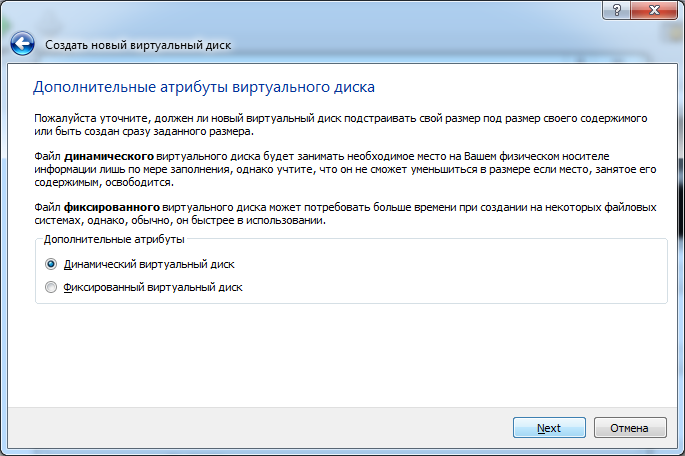 Создать новый виртуальный диск
Дополнительные атрибуты виртуального диска
Пожалуйста уточните, должен ли новый виртуальный диск подстраивать свой размер под размер своего содержимого
или быть создан сразу заданного размера.
Файл динамического виртуального диска будет занимать необходимое место на Вашем физическом носителе
информации лишь по мере заполнения, однако учтите, что он не сможет уменьшиться в размере если место, занятое его
содержимым, освободится.
Файл фиксированного виртуального диска может потребовать больше времени при создании на некоторых файловых
системах, однако, обычно, он быстрее в использовании.
Дополнительные атрибуты
Динамический виртуальный диск
Фиксированный виртуальный диск
Next
Отмена